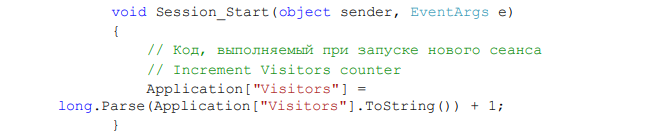 void Session_Start(object sender, EventArgs e)
{
// Код, выполняемый при запуске нового сеанса
// Increment Visitors counter
Application["Visitors"] =
long.Parse(Application["Visitors"].ToString()) + 1;
}